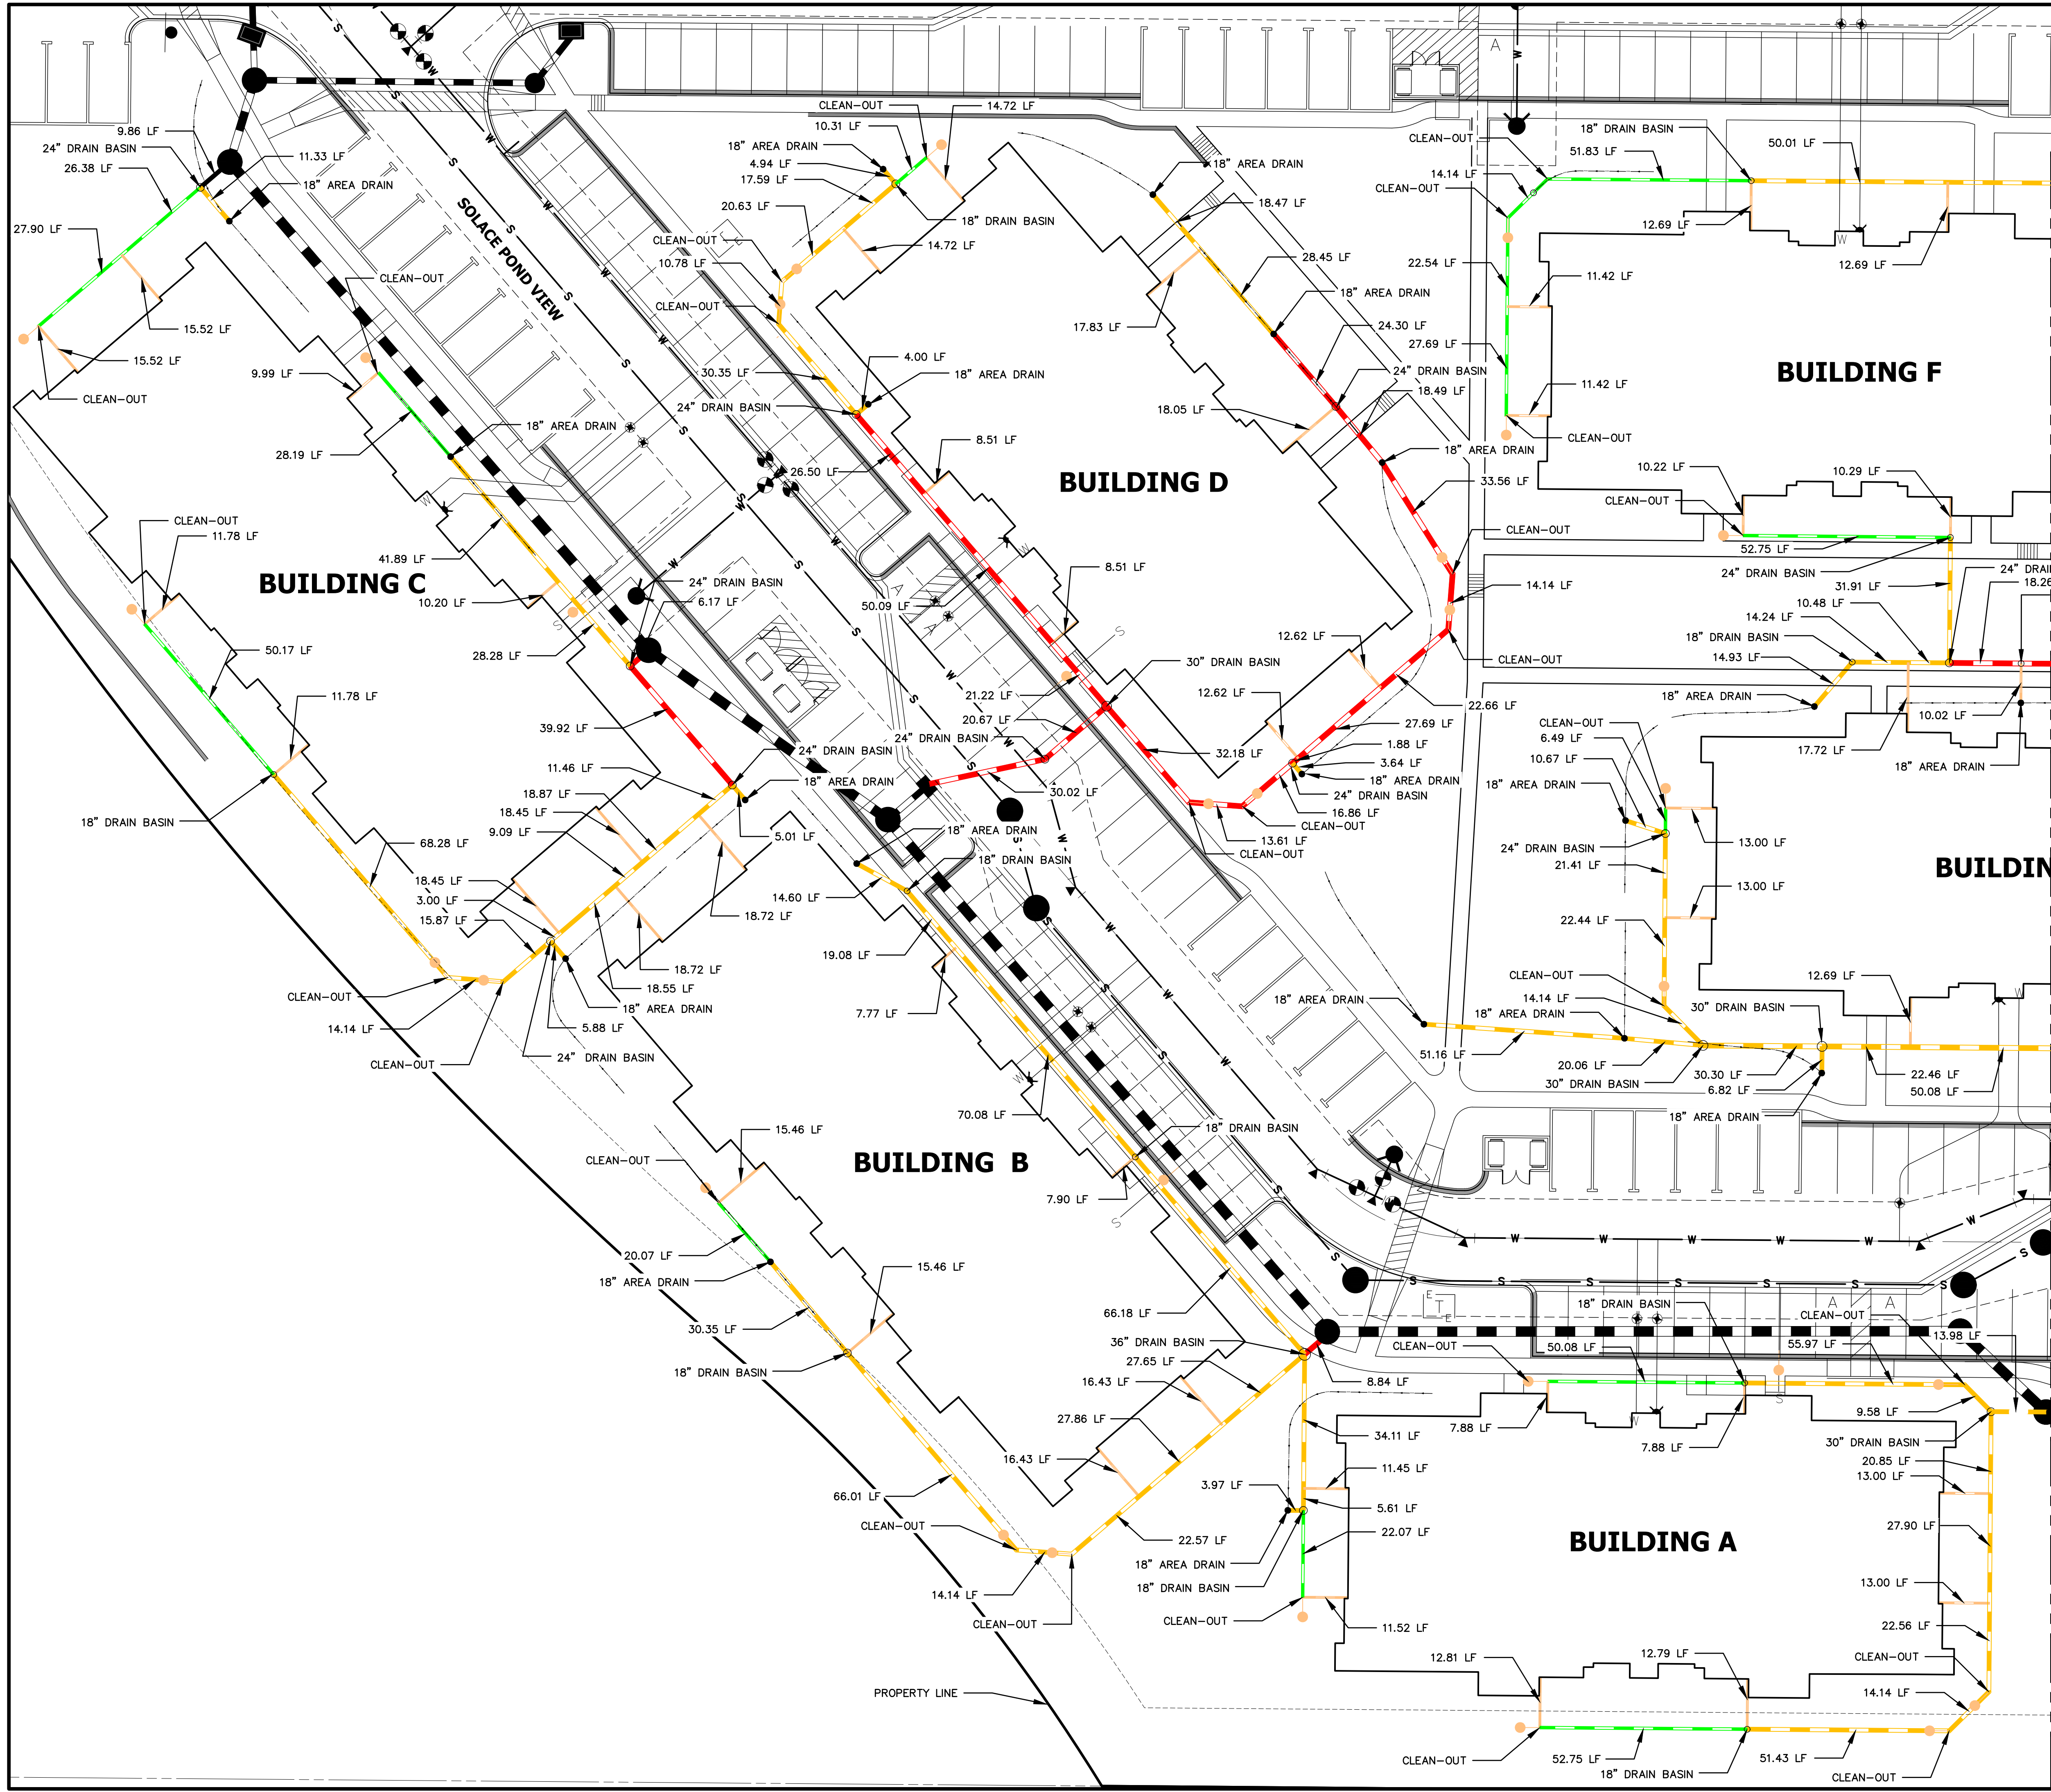 CLEAN-OUT
14.72 LF
10.31 LF
18" AREA DRAIN
4.94 LF
17.59 LF
20.63 LF
CLEAN-OUT
10.78 LF
CLEAN-OUT
18" DRAIN BASIN
14.72 LF
30.35 LF
4.00 LF
18" AREA DRAIN
24" DRAIN BASIN
9.86 LF
24" DRAIN BASIN
26.38 LF
11.33 LF
18" AREA DRAIN
27.90 LF
15.52 LF
15.52 LF
CLEAN-OUT
CLEAN-OUT
9.99 LF
28.19 LF
18" AREA DRAIN
41.89 LF
SOLACE POND VIEW
BUILDING C
CLEAN-OUT
11.78 LF
10.20 LF
24" DRAIN BASIN
6.17 LF
28.28 LF
50.17 LF
11.78 LF
39.92 LF
18" DRAIN BASIN
68.28 LF
24" DRAIN BASIN
18" AREA DRAIN
11.46 LF
18.87 LF
18.45 LF
9.09 LF
5.01 LF
18.45 LF
3.00 LF
15.87 LF
18.72 LF
18.72 LF
18.55 LF
18" AREA DRAIN
5.88 LF
24" DRAIN BASIN
CLEAN-OUT
14.14 LF
CLEAN-OUT
18" AREA DRAIN
18.47 LF
28.45 LF
18" AREA DRAIN
17.83 LF
24.30 LF
24" DRAIN BASIN
18.49 LF
18.05 LF
18" AREA DRAIN
33.56 LF
CLEAN-OUT
14.14 LF
CLEAN-OUT
BUILDING D
26.50 LF
8.51 LF
8.51 LF
50.09 LF
30" DRAIN BASIN
21.22 LF
20.67 LF
24" DRAIN BASIN
30.02 LF
32.18 LF
12.62 LF
12.62 LF
22.66 LF
27.69 LF
1.88 LF
3.64 LF
18" AREA DRAIN
24" DRAIN BASIN
16.86 LF
CLEAN-OUT
13.61 LF
CLEAN-OUT
A
CLEAN-OUT
18" DRAIN BASIN
51.83 LF
50.01 LF
14.14 LF
CLEAN-OUT
12.69 LF
12.69 LF
22.54 LF
11.42 LF
27.69 LF
11.42 LF
CLEAN-OUT
BUILDING F
10.22 LF
10.29 LF
CLEAN-OUT
52.75 LF
24" DRAIN BASIN
31.91 LF
10.48 LF
14.24 LF
18" DRAIN BASIN
14.93 LF
18" AREA DRAIN
24" DRAI
18.26
10.02 LF
17.72 LF
18" AREA DRAIN
CLEAN-OUT
6.49 LF
10.67 LF
18" AREA DRAIN
24" DRAIN BASIN
21.41 LF
13.00 LF
13.00 LF
22.44 LF
CLEAN-OUT
14.14 LF
BUILDIN
12.69 LF
30" DRAIN BASIN
18" AREA DRAIN
18" AREA DRAIN
51.16 LF
20.06 LF
30" DRAIN BASIN
30.30 LF
6.82 LF
18" AREA DRAIN
22.46 LF
50.08 LF
18" AREA DRAIN
18" DRAIN BASIN
14.60 LF
19.08 LF
7.77 LF
70.08 LF
18" DRAIN BASIN
7.90 LF
BUILDING B
15.46 LF
CLEAN-OUT
20.07 LF
18" AREA DRAIN
15.46 LF
30.35 LF
18" DRAIN BASIN
66.18 LF
36" DRAIN BASIN
27.65 LF
16.43 LF
27.86 LF
16.43 LF
66.01 LF
CLEAN-OUT
22.57 LF
14.14 LF
CLEAN-OUT
8.84 LF
34.11 LF
11.45 LF
3.97 LF
5.61 LF
22.07 LF
18" AREA DRAIN
18" DRAIN BASIN
CLEAN-OUT
11.52 LF
PROPERTY LINE
E
T
E
18" DRAIN BASIN
A
A
CLEAN-OUT
CLEAN-OUT
50.08 LF
55.97 LF
13.98 LF
7.88 LF
7.88 LF
9.58 LF
30" DRAIN BASIN
20.85 LF
13.00 LF
27.90 LF
13.00 LF
22.56 LF
CLEAN-OUT
14.14 LF
BUILDING A
12.81 LF
12.79 LF
CLEAN-OUT
52.75 LF
51.43 LF
18" DRAIN BASIN
CLEAN-OUT